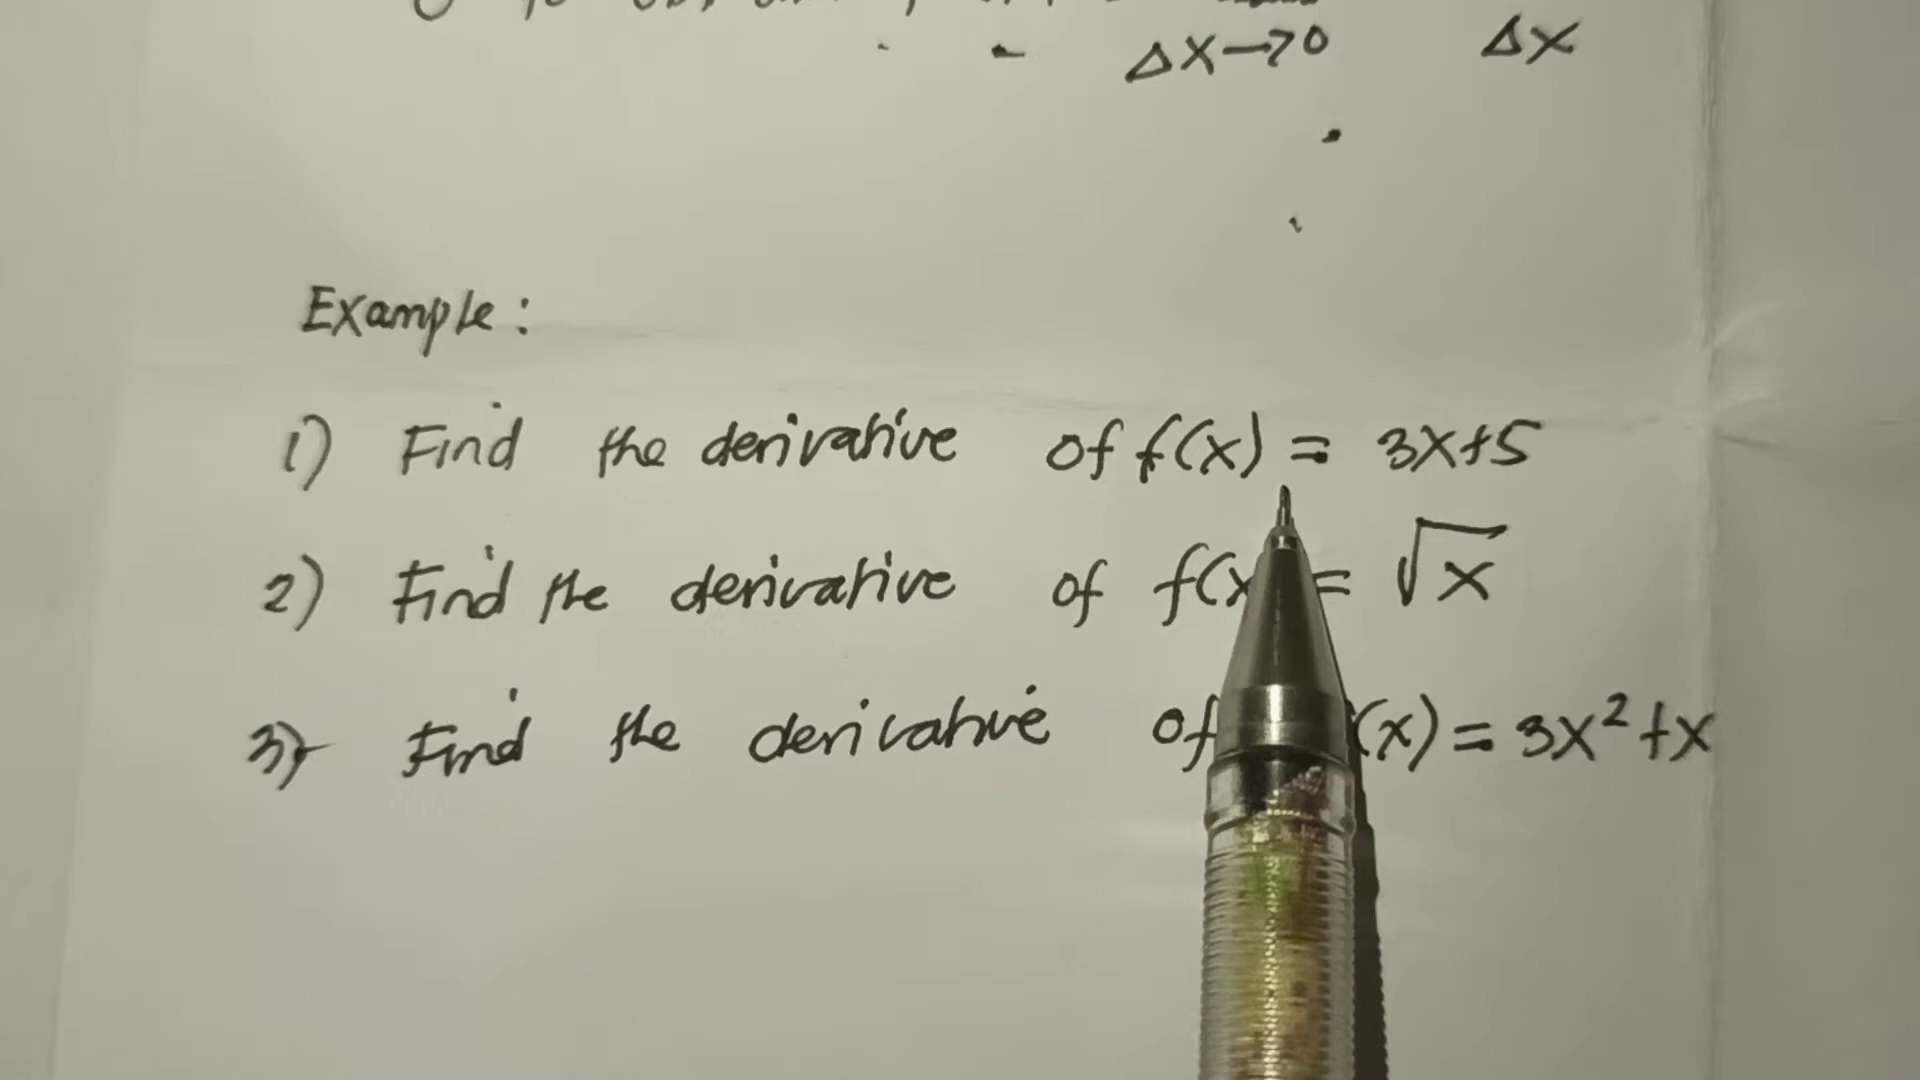 Δx→0 Δx
Example:
1) Find the derivative of f(x) = 3x+5
2) Find the derivative of f(x = √x
3) Find the derivative of (x) = 3x²+x